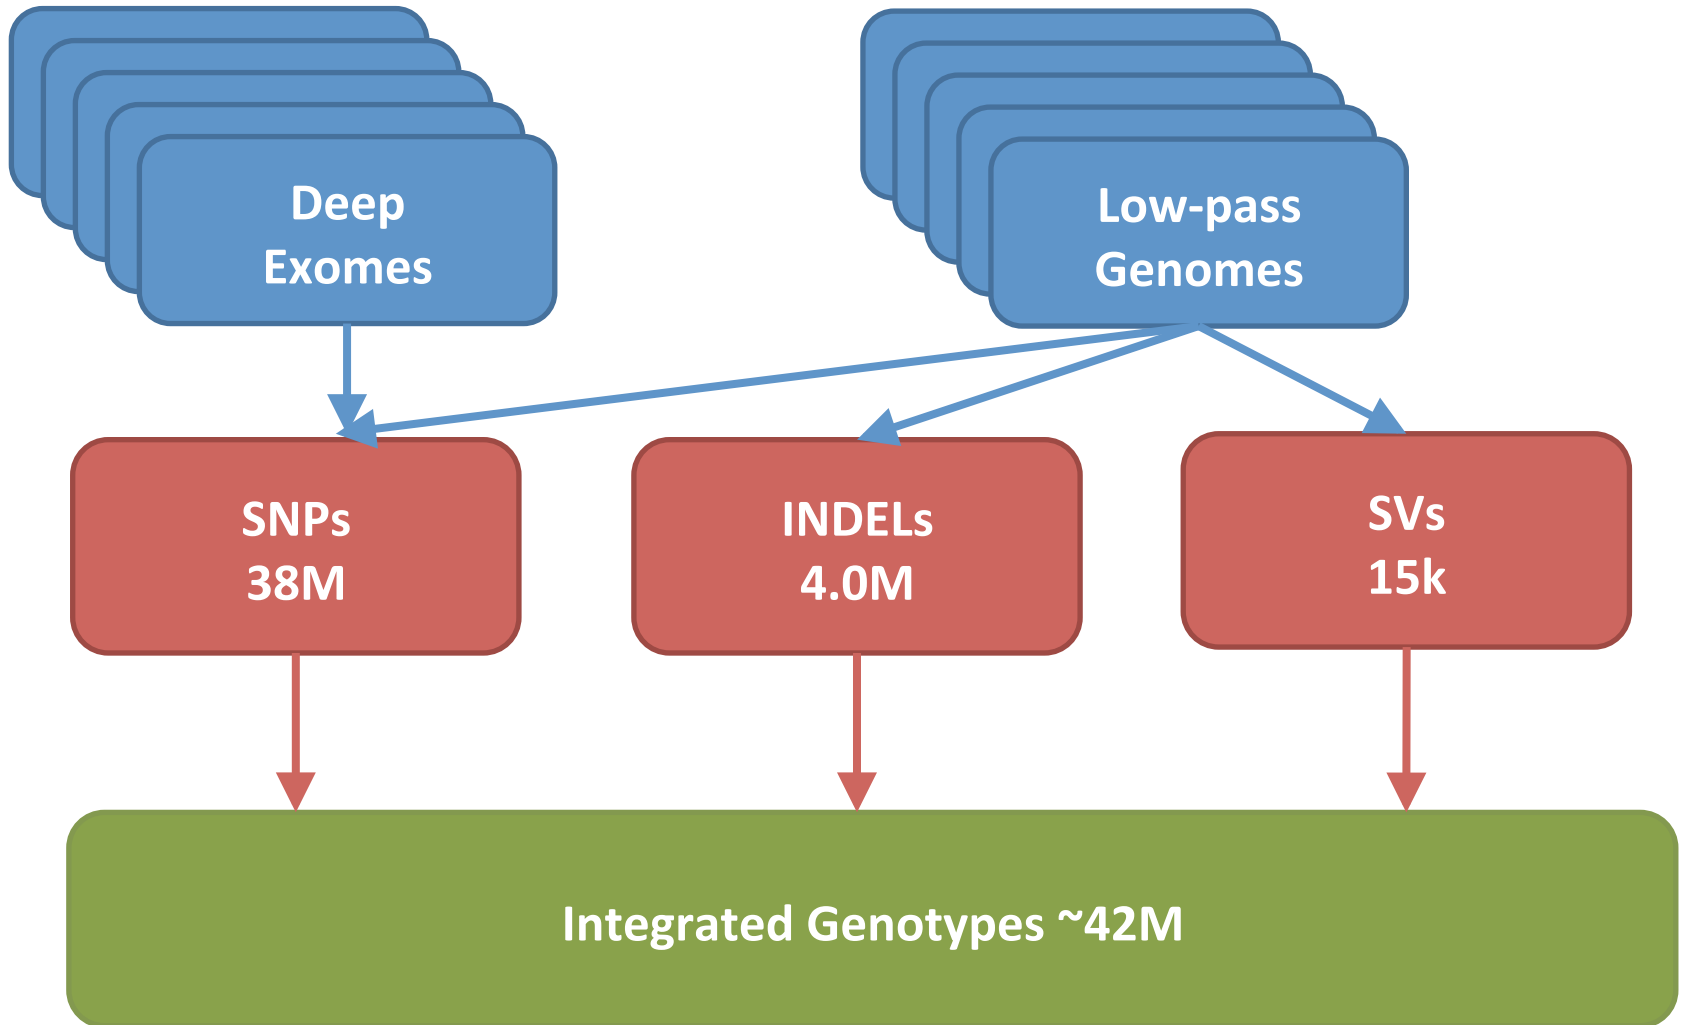 Deep
Exomes
Low-pass
Genomes
SNPs
38M
INDELs
4.0M
SVs
15k
Integrated Genotypes ~42M